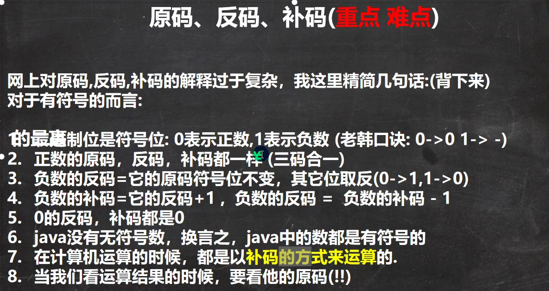 原码、反码、补码(重点 难点)
网上对原码,反码,补码的解释过于复杂，我这里精简几句话:(背下来)
对于有符号的而言:
制位是符号位: 0表示正数,1表示负数 (老韩口诀: 0->0 1-> -)
2. 正数的原码，反码，补码都一样 (三码合一)
3. 负数的反码=它的原码符号位不变，其它位取反(0->1,1->0)
4. 负数的补码=它的反码+1，负数的反码 = 负数的补码 - 1
5. 0的反码，补码都是0
6. java没有无符号数，换言之，java中的数都是有符号的
7. 在计算机运算的时候，都是以补码的方式来运算的.
8. 当我们看运算结果的时候，要看他的原码(!!)